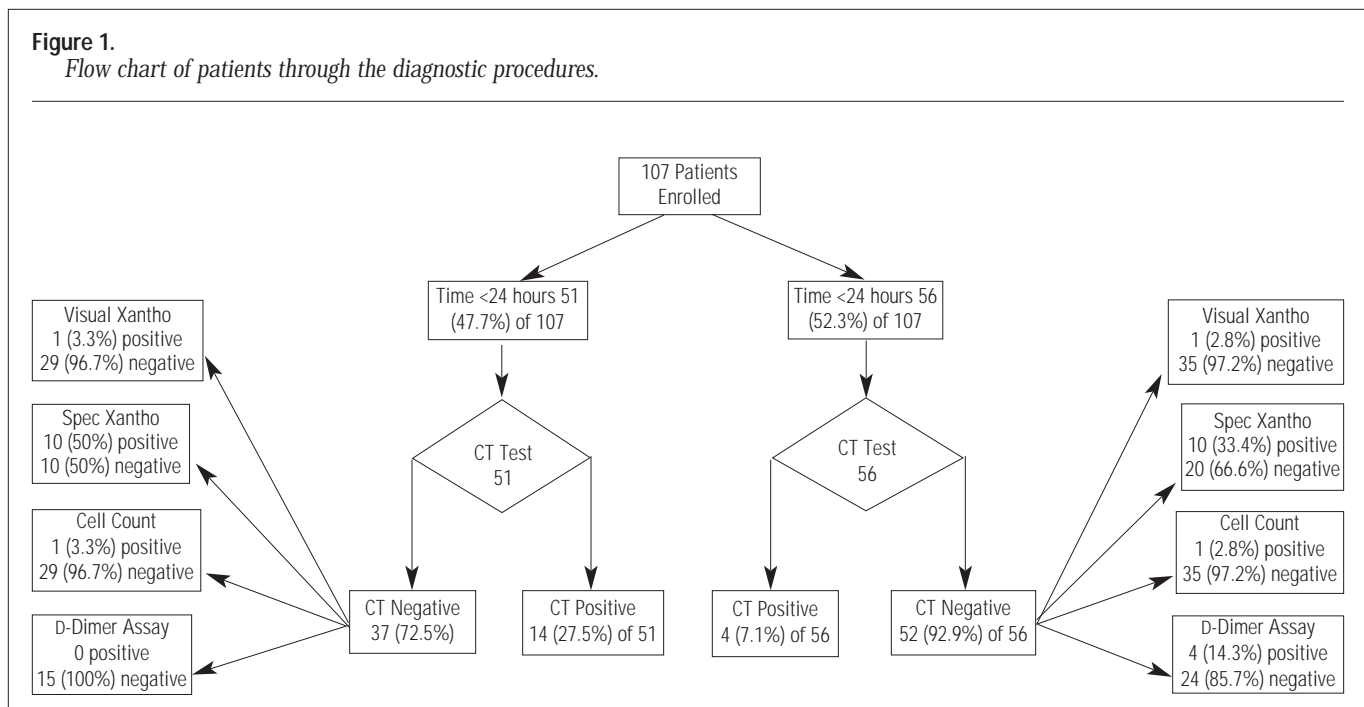 Figure 1.
Flow chart of patients through the diagnostic procedures.
107 Patients
Enrolled
Time <24 hours 51
(47.7%) of 107
Time <24 hours 56
(52.3%) of 107
Visual Xantho
1 (3.3%) positive
29 (96.7%) negative
Spec Xantho
10 (50%) positive
10 (50%) negative
Cell Count
1 (3.3%) positive
29 (96.7%) negative
D-Dimer Assay
0 positive
15 (100%) negative
CT Test
51
CT Negative
37 (72.5%)
CT Positive
14 (27.5%) of 51
CT Test
56
CT Positive
4 (7.1%) of 56
CT Negative
52 (92.9%) of 56
Visual Xantho
1 (2.8%) positive
35 (97.2%) negative
Spec Xantho
10 (33.4%) positive
20 (66.6%) negative
Cell Count
1 (2.8%) positive
35 (97.2%) negative
D-Dimer Assay
4 (14.3%) positive
24 (85.7%) negative